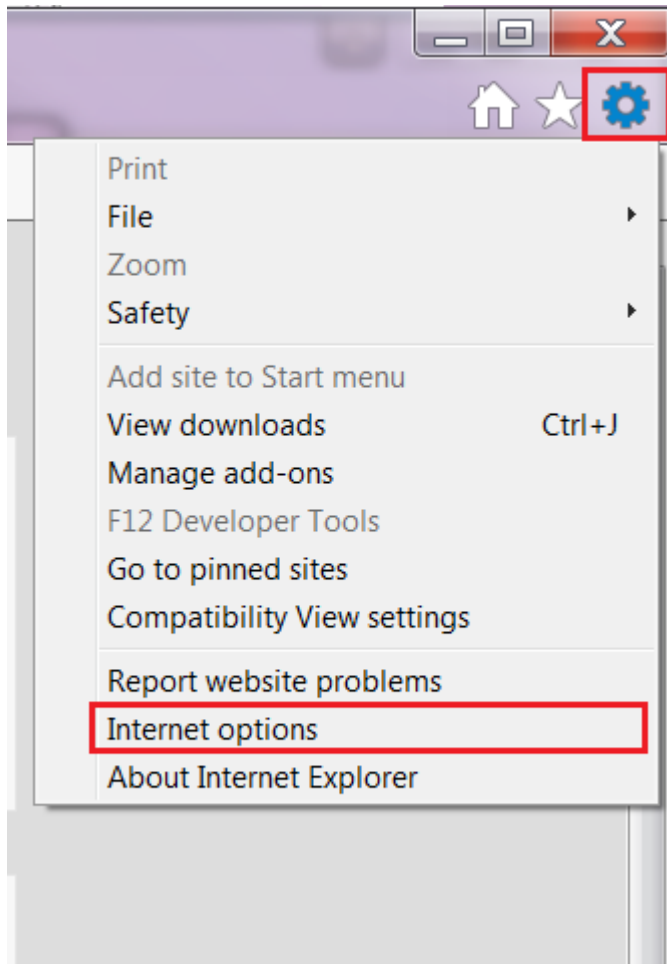 Print
File
Zoom
Safety
Add site to Start menu
View downloads Ctrl+J
Manage add-ons
F12 Developer Tools
Go to pinned sites
Compatibility View settings
Report website problems
Internet options
About Internet Explorer